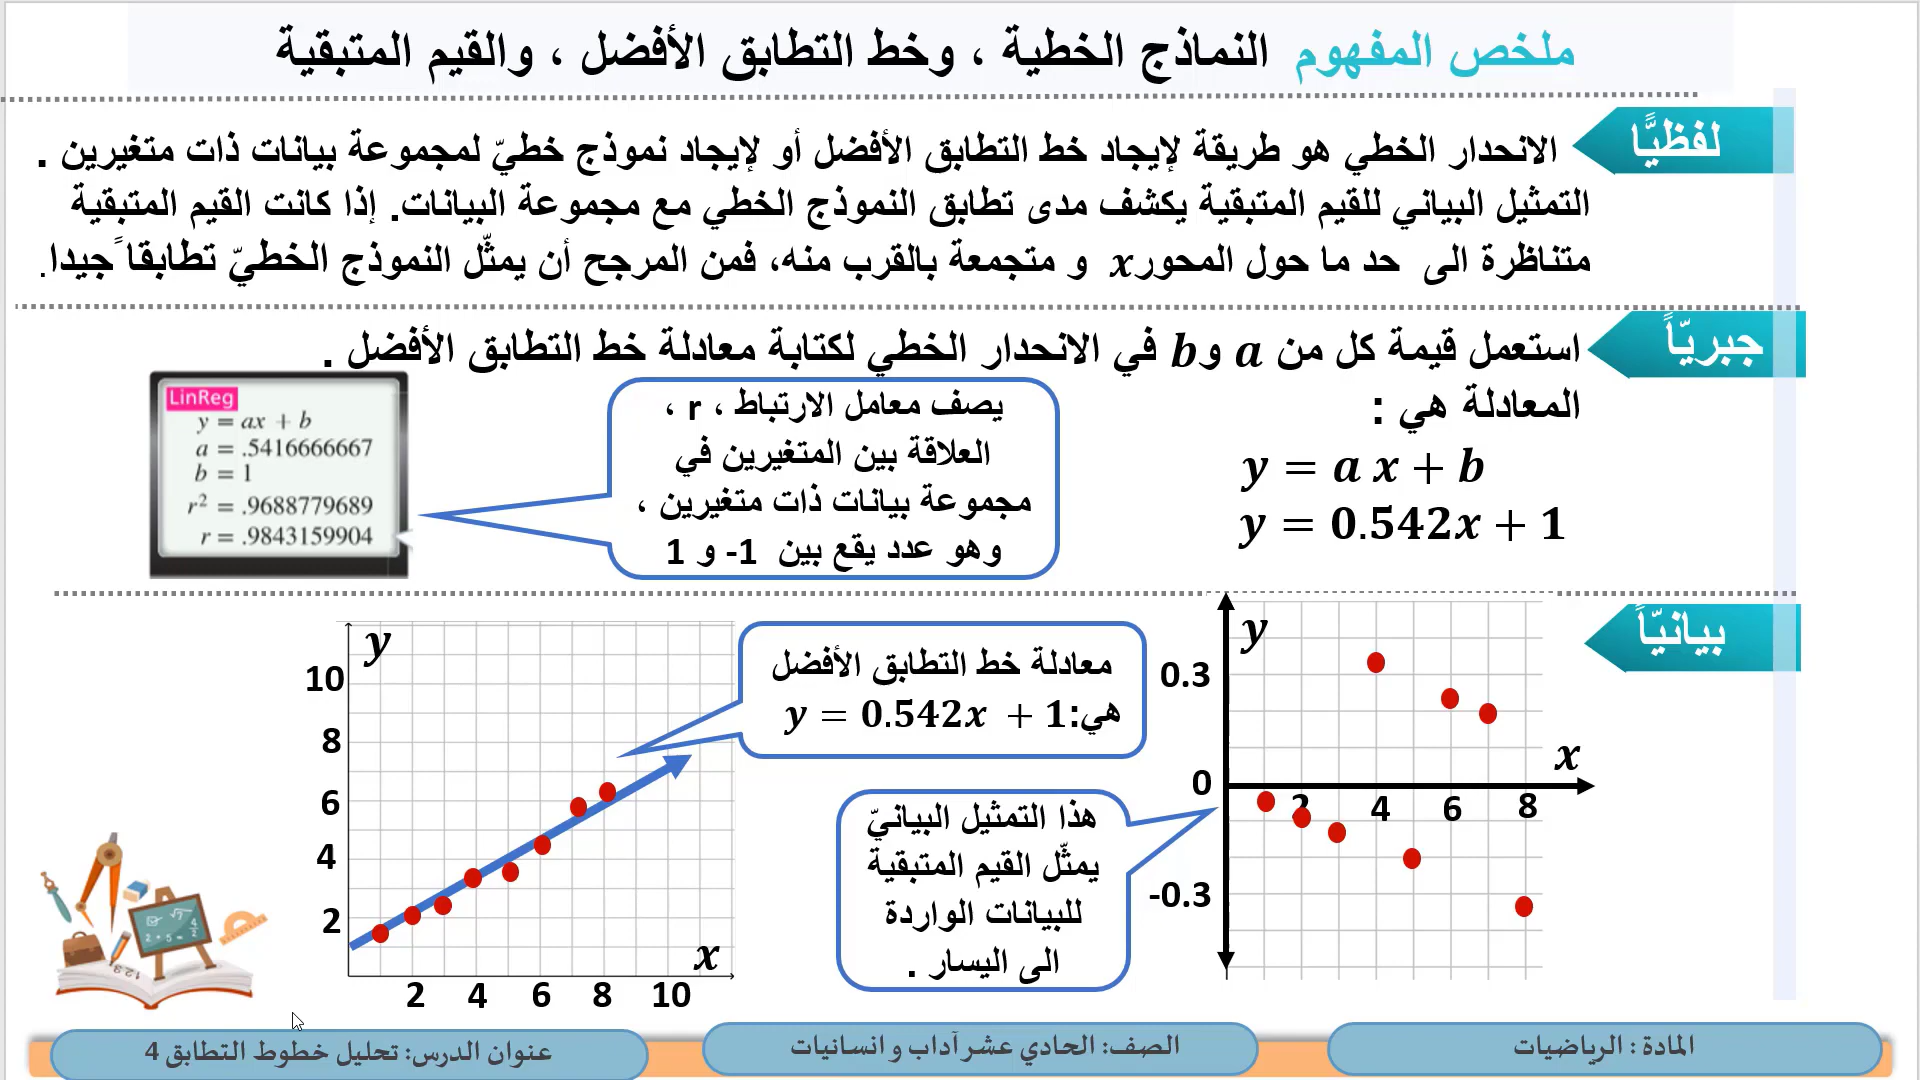 ملخص المفهوم النماذج الخطية ، وخط التطابق الأفضل ، والقيم المتبقية
لفظيًّا
الانحدار الخطي هو طريقة لإيجاد خط التطابق الأفضل أو لإيجاد نموذج خطيّ لمجموعة بيانات ذات متغيرين .
التمثيل البياني للقيم المتبقية يكشف مدى تطابق النموذج الخطي مع مجموعة البيانات. إذا كانت القيم المتبقية
متناظرة الى حد ما حول المحور x و متجمعة بالقرب منه، فمن المرجح أن يمثّل النموذج الخطيّ تطابقاً جيدا.
جبريّاً
استعمل قيمة كل من a و b في الانحدار الخطي لكتابة معادلة خط التطابق الأفضل .
المعادلة هي :
y = a x + b
y = 0.542x + 1
يصف معامل الارتباط ، r ،
العلاقة بين المتغيرين في
مجموعة بيانات ذات متغيرين ،
وهو عدد يقع بين 1- و 1
LinReg
y = ax + b
a = .5416666667
b = 1
r² = .9688779689
r = .9843159904
بيانيّاً
y
0.3
0
-0.3
2 4 6 8
x
معادلة خط التطابق الأفضل
هي: y = 0.542x + 1
هذا التمثيل البيانيّ
يمثّل القيم المتبقية
للبيانات الواردة
الى اليسار .
y
10
8
6
4
2
2 4 6 8 10
x
المادة : الرياضيات
الصف: الحادي عشر آداب و انسانيات
عنوان الدرس: تحليل خطوط التطابق 4